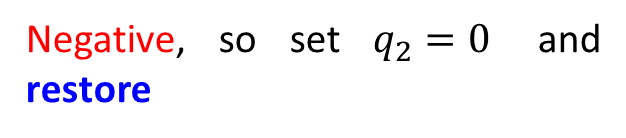 Negative, so set q₂ = 0 and
restore